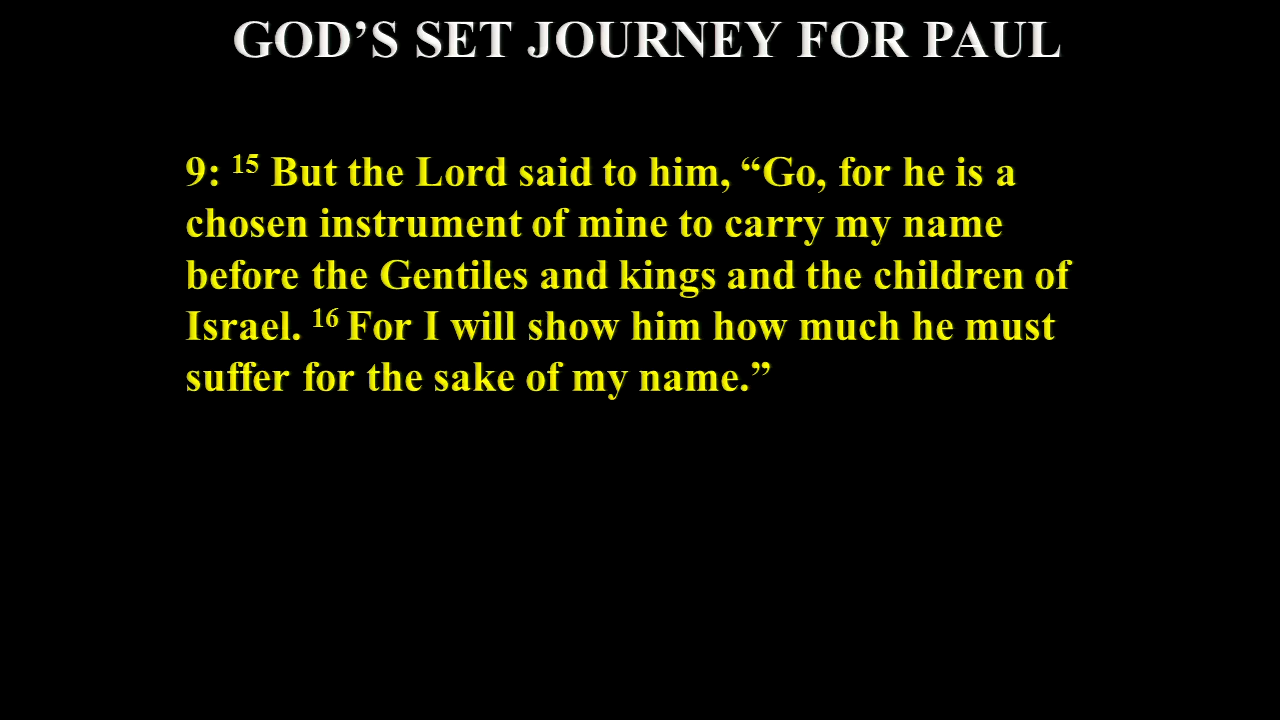 GOD’S SET JOURNEY FOR PAUL
9: 15 But the Lord said to him, “Go, for he is a
chosen instrument of mine to carry my name
before the Gentiles and kings and the children of
Israel. 16 For I will show him how much he must
suffer for the sake of my name.”